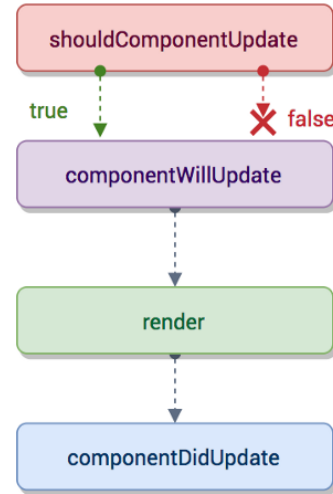 shouldComponentUpdate
true
false
componentWillUpdate
render
componentDidUpdate